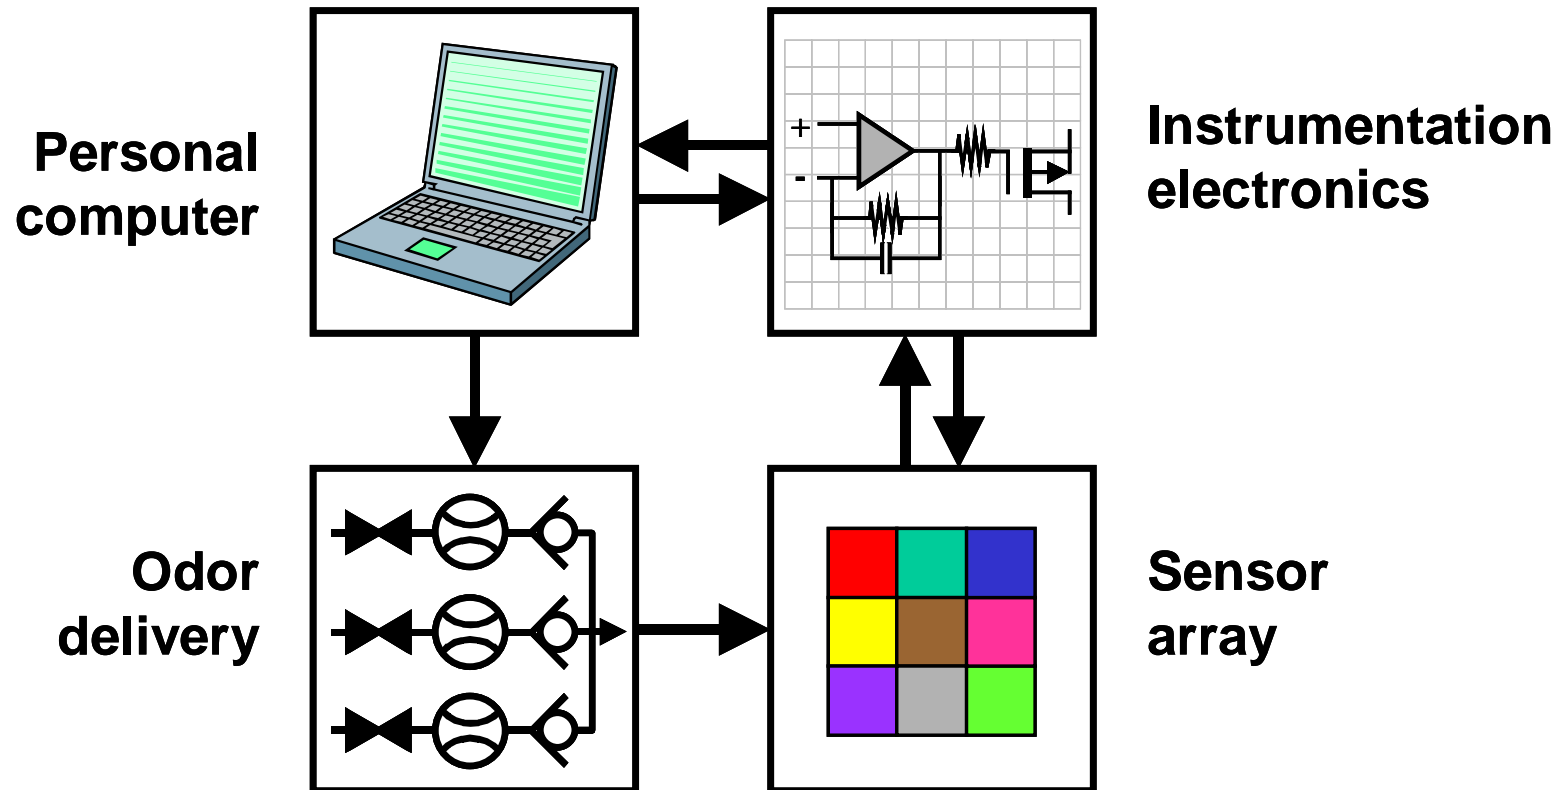 Personal
computer
+
-
Instrumentation
electronics
Odor
delivery
Sensor
array